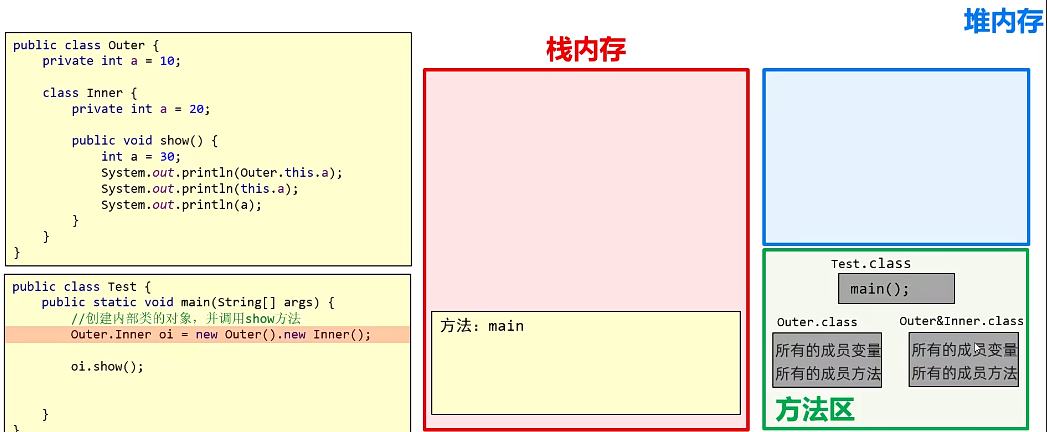 堆内存
栈内存
public class Outer {
    private int a = 10;
    class Inner {
        private int a = 20;
        public void show() {
            int a = 30;
            System.out.println(Outer.this.a);
            System.out.println(this.a);
            System.out.println(a);
        }
    }
}
public class Test {
    public static void main(String[] args) {
        //创建内部类的对象，并调用show方法
        Outer.Inner oi = new Outer().new Inner();
        oi.show();
    }
}
方法：main
Test.class
main();
Outer.class
所有的成员变量
所有的成员方法
Outer&Inner.class
所有的成员变量
所有的成员方法
方法区